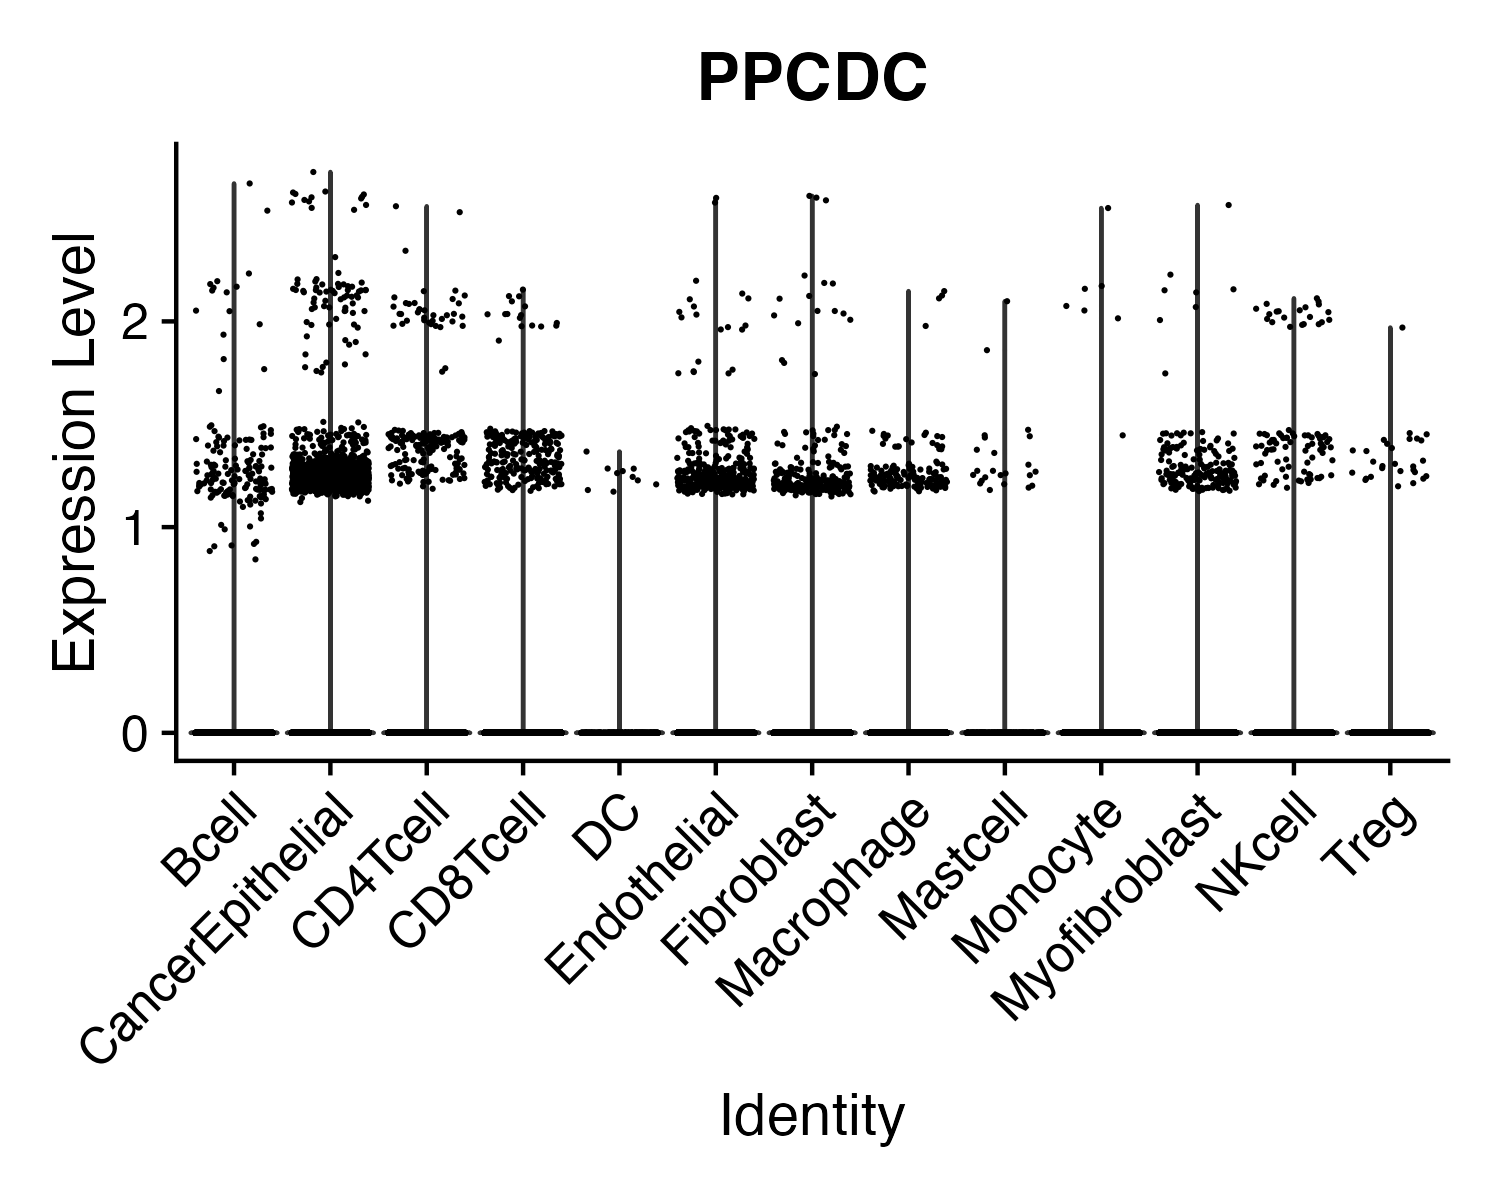 PPCDC
Expression Level
2
1
0
Bcell
CancerEpithelial
CD4Tcell
CD8Tcell
DC
Endothelial
Fibroblast
Macrophage
Mastcell
Monocyte
Myofibroblast
NKcell
Treg
Identity